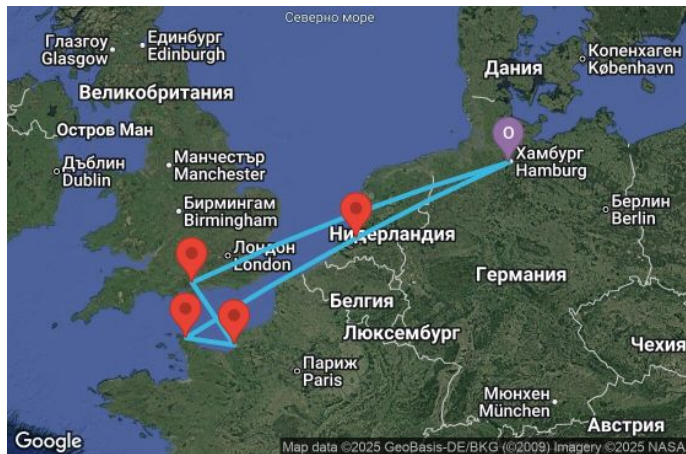 Северно море
Глазгоу
Glasgow
Единбург
Edinburgh
Копенхаген
København
Дания
Великобритания
Остров Ман
О
Хамбург
Hamburg
Дъблин
Dublin
Манчестър
Manchester
Берлин
Berlin
Бирмингам
Birmingham
Нидерландия
Лондон
London
Германия
Белгия
Люксембург
Чехия
Париж
Paris
Мюнхен
München
Австрия
Google
Map data ©2025 GeoBasis-DE/BKG (©2009) Imagery ©2025 NASA